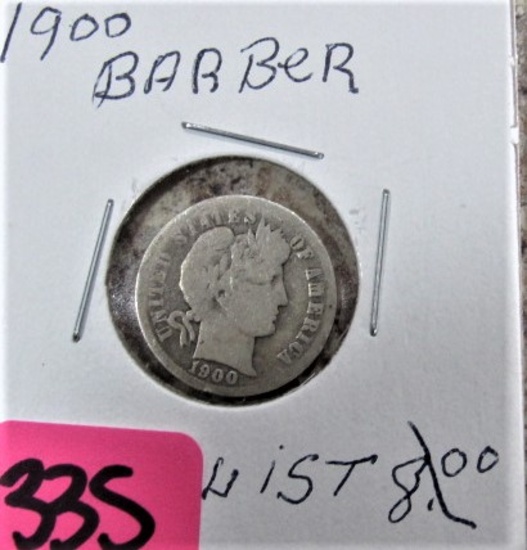 1900
BARBER
UNITED STATES OF AMERICA
1900
LIST 8.00
335